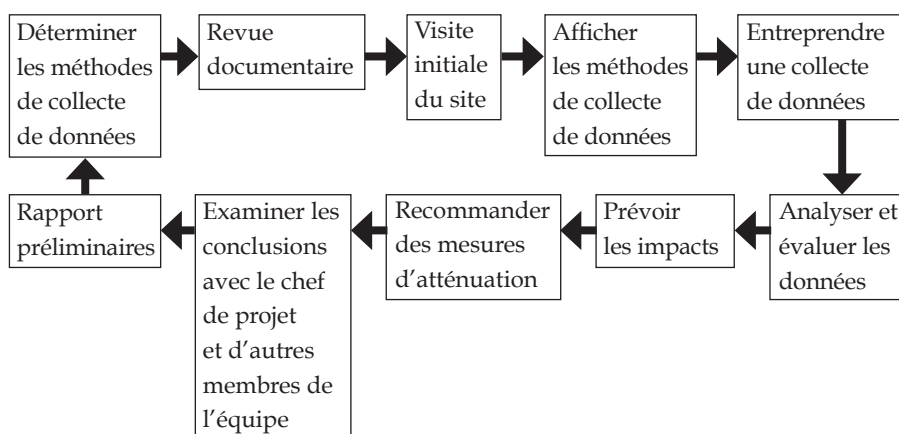 Déterminer
les méthodes
de collecte
de données
Revue
documentaire
Visite
initiale
du site
Afficher
les méthodes
de collecte
de données
Entreprendre
une collecte
de données
Analyser et
évaluer les
données
Prévoir
les impacts
Recommander
des mesures
d'atténuation
Examiner les
conclusions
avec le chef
de projet
et d'autres
membres de
l'équipe
Rapport
préliminaires